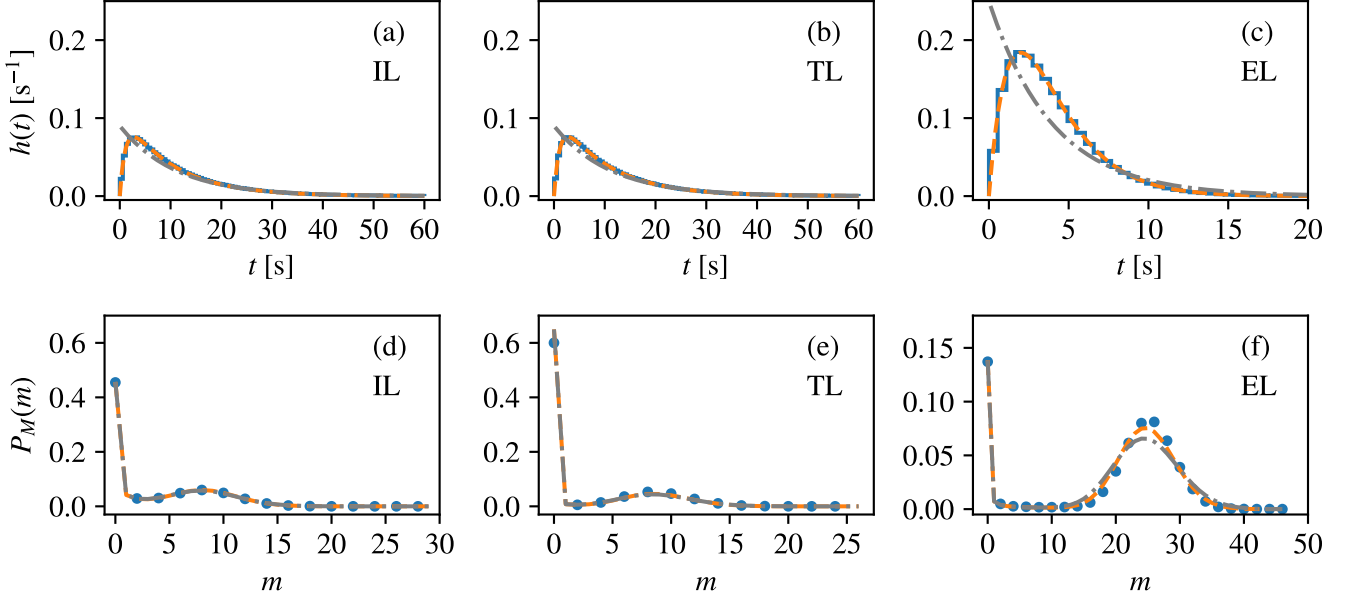 (a)
IL
h(t) [s⁻¹]
0.2
0.1
0.0
0 10 20 30 40 50 60
t [s]
(b)
TL
0.2
0.1
0.0
0 10 20 30 40 50 60
t [s]
(c)
EL
0.2
0.1
0.0
0 5 10 15 20
t [s]
(d)
IL
P_M(m)
0.6
0.4
0.2
0.0
0 5 10 15 20 25 30
m
(e)
TL
0.6
0.4
0.2
0.0
0 5 10 15 20 25
m
(f)
EL
0.15
0.10
0.05
0.00
0 10 20 30 40 50
m